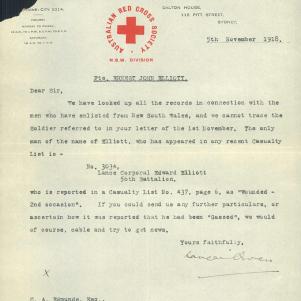 DALTON HOUSE,
115 PITT STREET,
SYDNEY.
AUSTRALIAN RED CROSS SOCIETY
N.S.W. DIVISION
5th November 1918.
Pte. ERNEST JOHN ELLIOTT.
Dear Sir,
We have looked up all the records in connection with the
men who have enlisted from New South Wales, and we cannot trace the
Soldier referred to in your letter of the 1st November. The only
man of the name of Elliott, who has appeared in any recent Casualty
List is -
No. 3034,
Lance Corporal Edward Elliott
50th Battalion,
who is reported in a Casualty List No. 437, page 6, as "Wounded -
2nd occasion". If you could send us any further particulars, or
ascertain how it was reported that he had been "Gassed", we would
of course, cable and try to get news.
Yours faithfully,
X
Edmunds, Esq.,